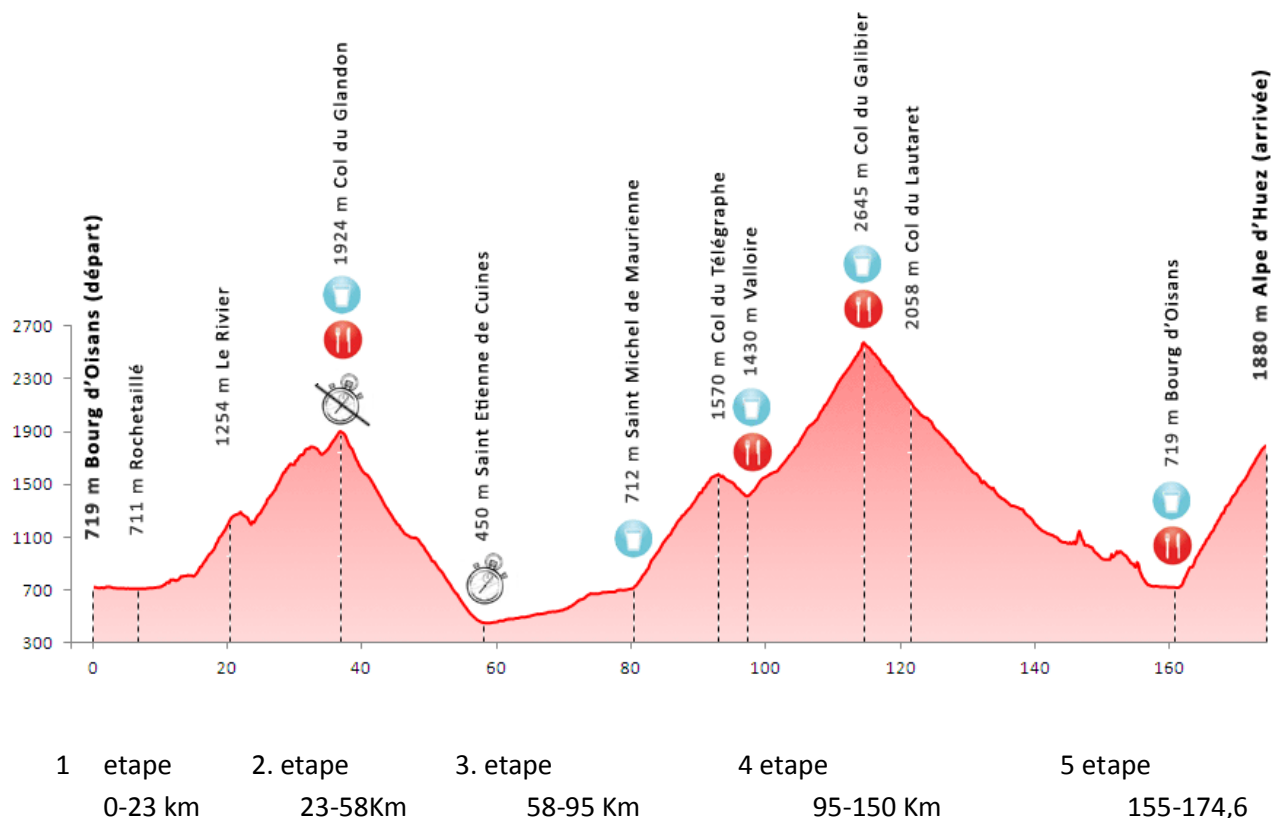 719 m Bourg d’Oisans (départ)
711 m Rochetaillé
1254 m Le Rivier
1924 m Col du Glandon
450 m Saint Etienne de Cuines
712 m Saint Michel de Maurienne
1570 m Col du Télégraphe
1430 m Valloire
2645 m Col du Galibier
2058 m Col du Lautaret
719 m Bourg d’Oisans
1880 m Alpe d’Huez (arrivée)
2700
2300
1900
1500
1100
700
300
0 20 40 60 80 100 120 140 160
1 etape 2. etape 3. etape 4 etape 5 etape
0-23 km 23-58Km 58-95 Km 95-150 Km 155-174,6